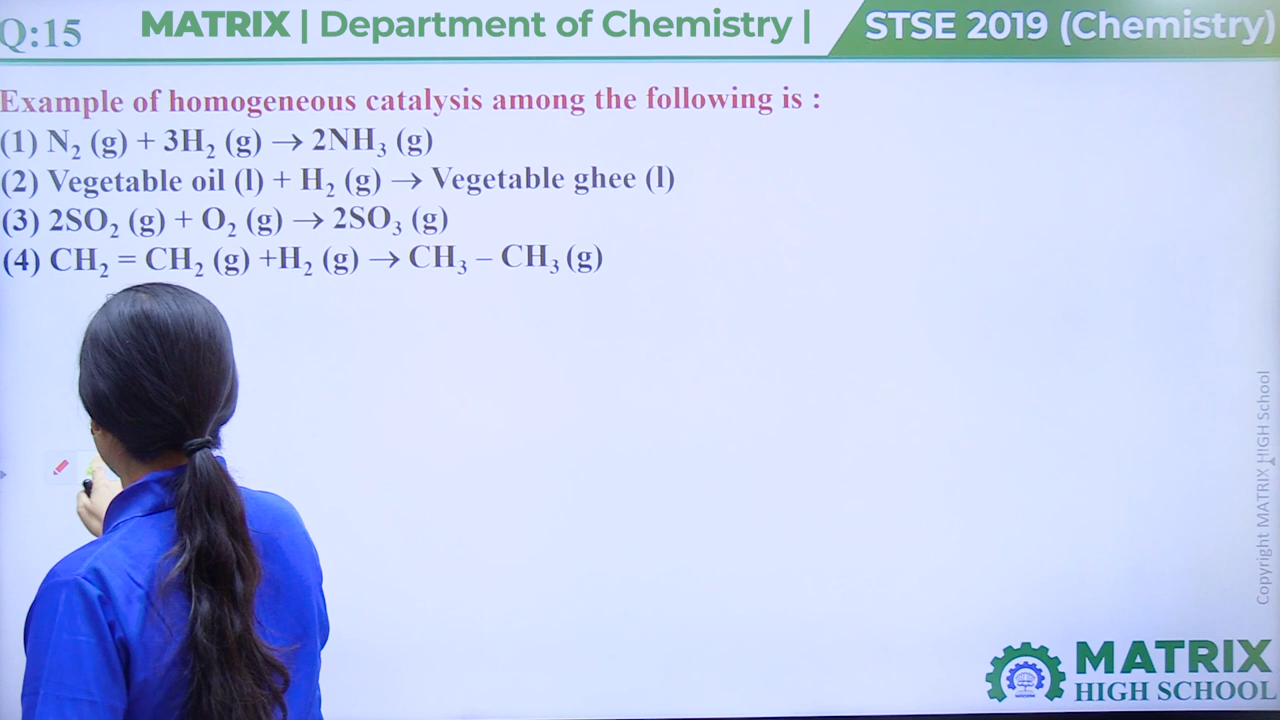 Q:15
MATRIX | Department of Chemistry |
STSE 2019 (Chemistry)
Example of homogeneous catalysis among the following is :
(1) N₂ (g) + 3H₂ (g) → 2NH₃ (g)
(2) Vegetable oil (l) + H₂ (g) → Vegetable ghee (l)
(3) 2SO₂ (g) + O₂ (g) → 2SO₃ (g)
(4) CH₂ = CH₂ (g) +H₂ (g) → CH₃ – CH₃ (g)
Copyright MATRIX HIGH School
MATRIX
HIGH SCHOOL